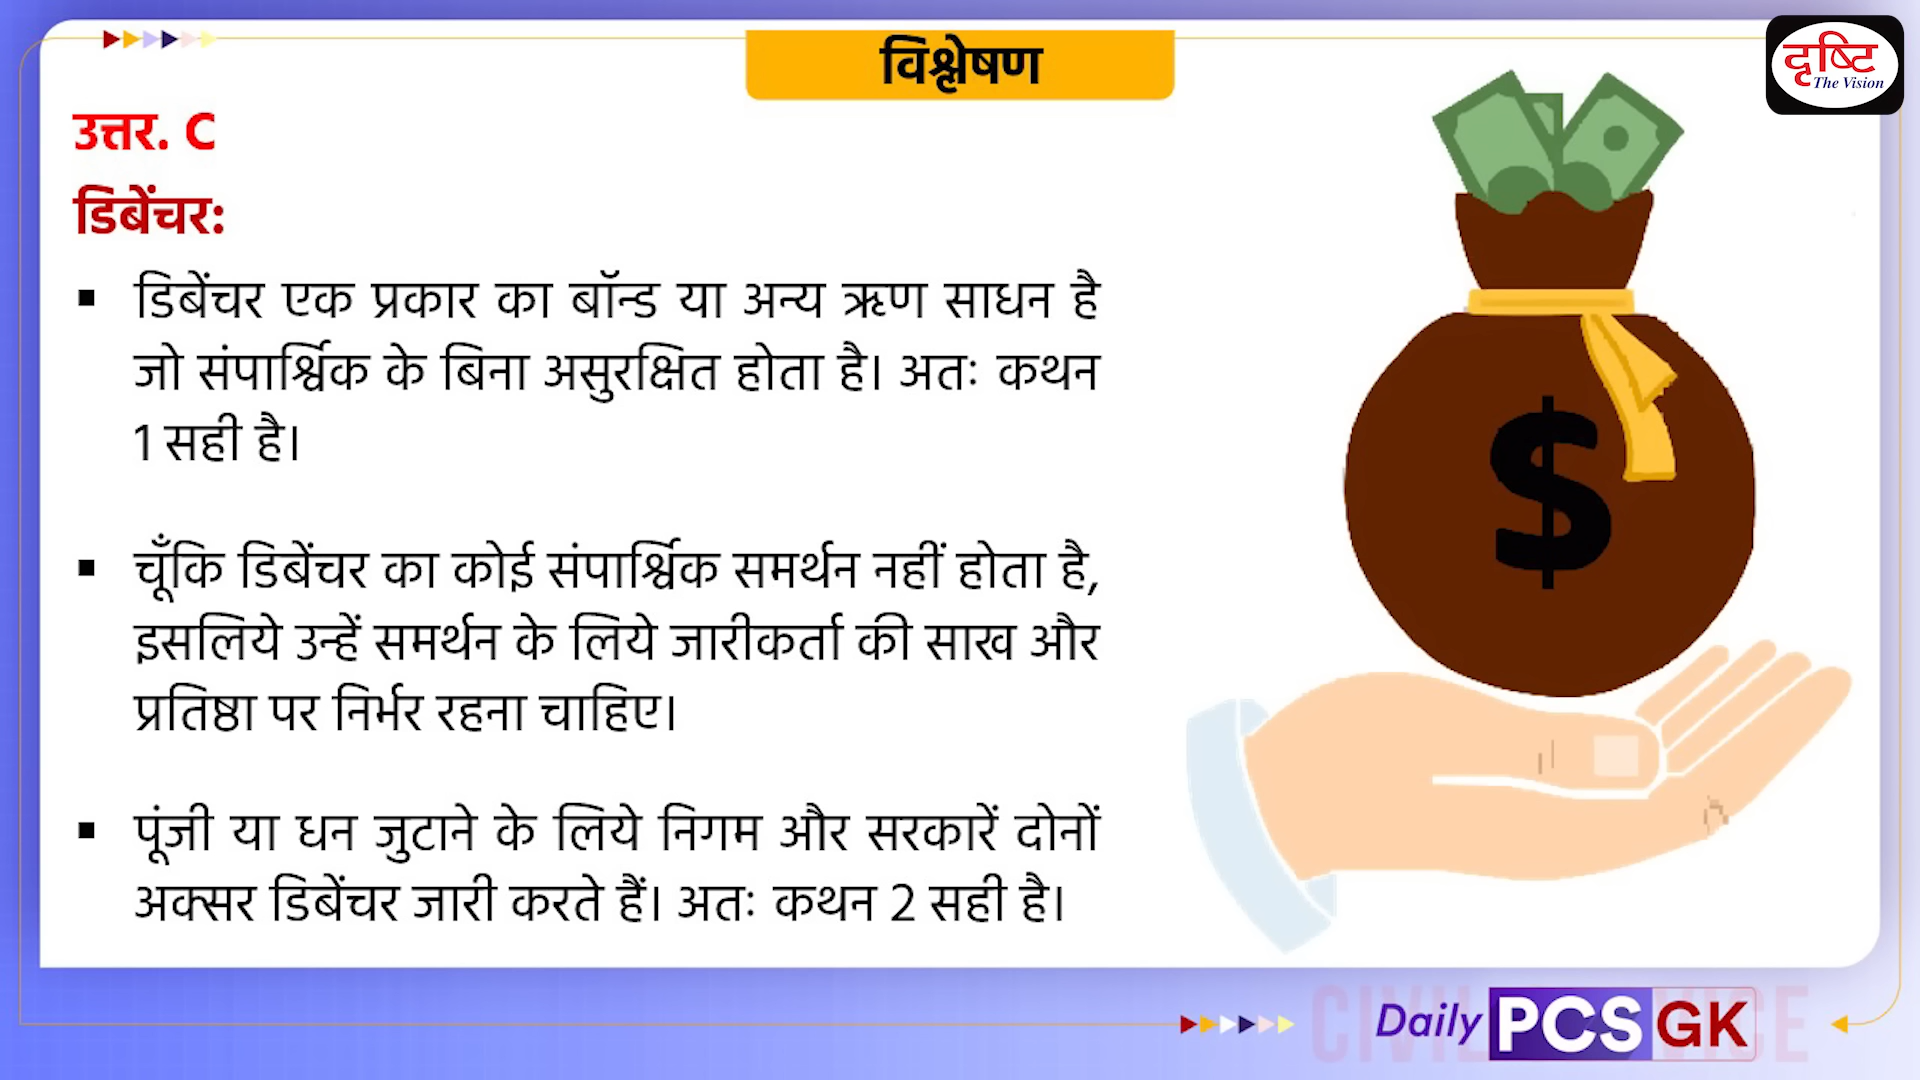 विश्लेषण
दृष्टि
The Vision
उत्तर. C
डिबेंचर:
▪ डिबेंचर एक प्रकार का बॉन्ड या अन्य ऋण साधन है
जो संपार्श्विक के बिना असुरक्षित होता है। अतः कथन
1 सही है।
▪ चूँकि डिबेंचर का कोई संपार्श्विक समर्थन नहीं होता है,
इसलिये उन्हें समर्थन के लिये जारीकर्ता की साख और
प्रतिष्ठा पर निर्भर रहना चाहिए।
▪ पूंजी या धन जुटाने के लिये निगम और सरकारें दोनों
अक्सर डिबेंचर जारी करते हैं। अतः कथन 2 सही है।
$
Daily PCS GK